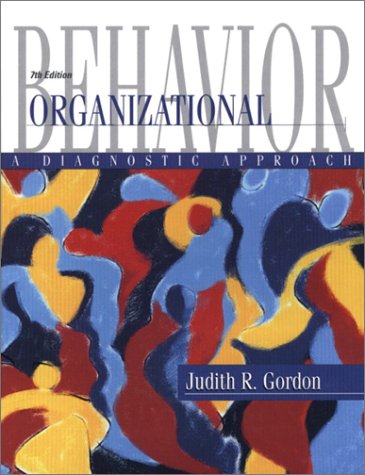 BEHAVIOR
7th Edition
ORGANIZATIONAL
A DIAGNOSTIC APPROACH
Judith R. Gordon